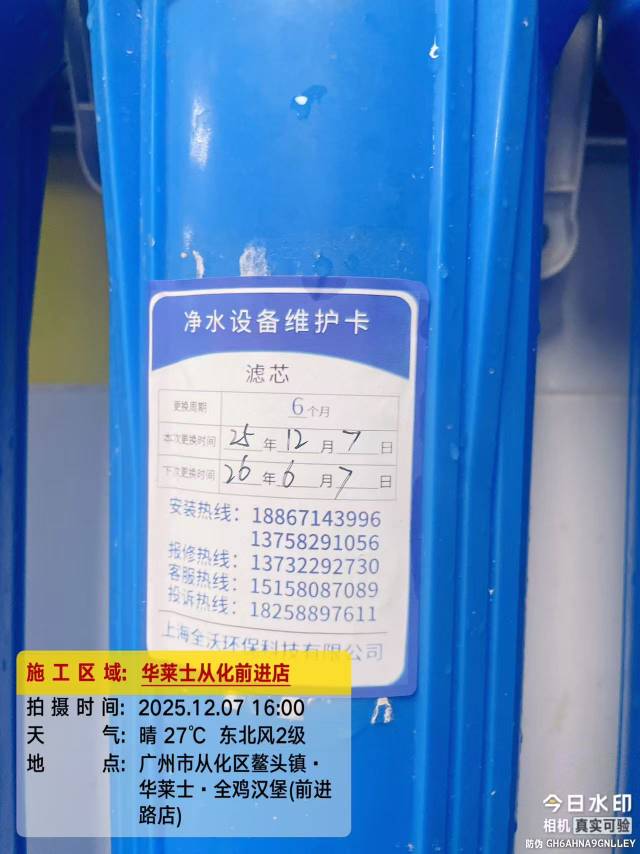 净水设备维护卡
滤芯
更换周期 6个月
本次更换时间 25年12月7日
下次更换时间 26年6月7日
安装热线：18867143996
13758291056
报修热线：13732292730
客服热线：15158087089
投诉热线：18258897611
上海全沃环保科技有限公司
施工区域：华莱士从化前进店
拍摄时间：2025.12.07 16:00
天气：晴 27℃ 东北风2级
地点：广州市从化区鳌头镇·
华莱士·全鸡汉堡(前进
路店)
今日水印
相机 真实可验
防伪 GH6AHNA9GNLLEY